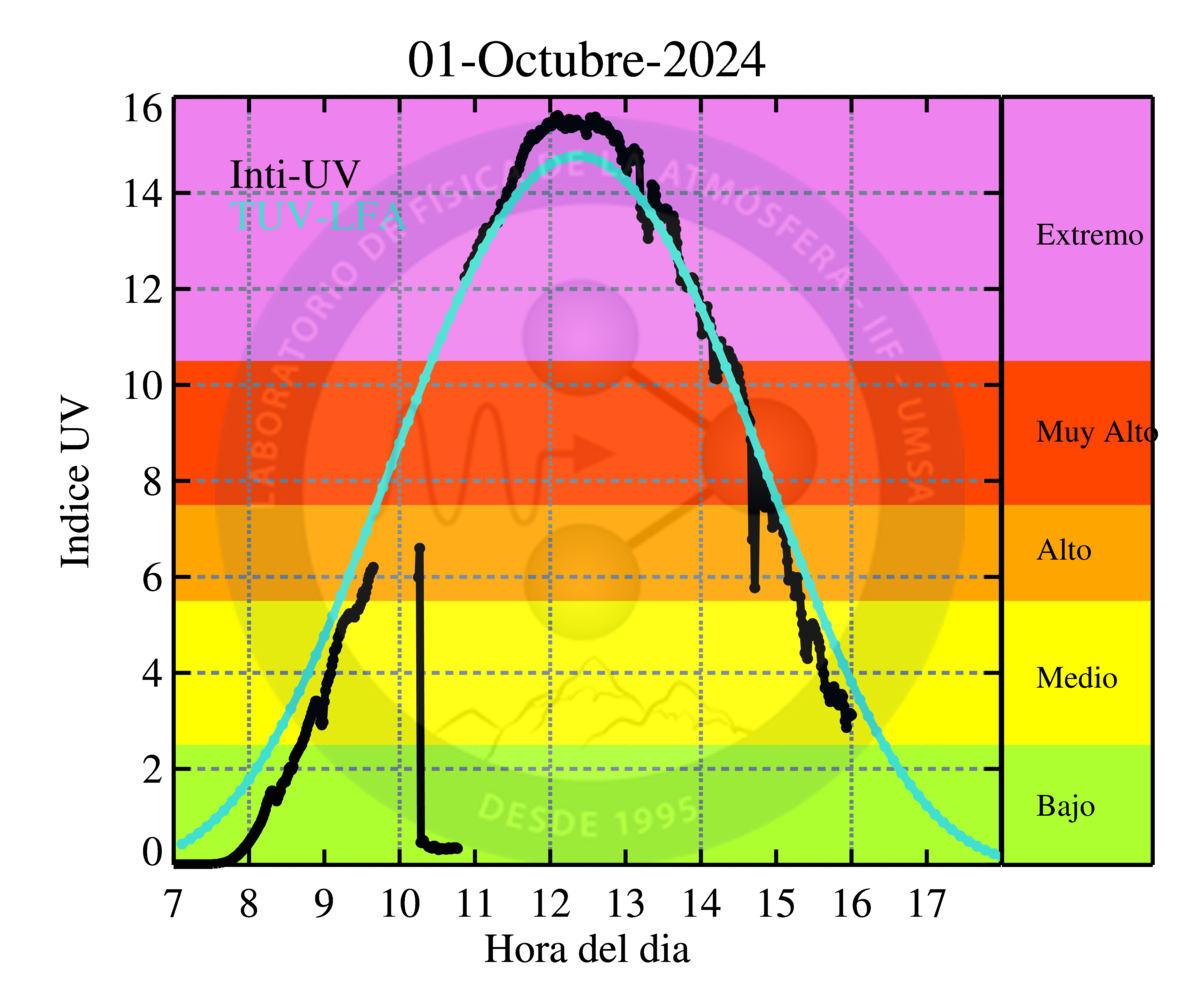 01-Octubre-2024
16
14
12
10
8
6
4
2
0
Indice UV
Inti-UV
TUV-LFA
LABORATORIO DE FÍSICA DE LA ATMÓSFERA - IIF - UMSA
DESDE 1995
Extremo
Muy Alto
Alto
Medio
Bajo
7 8 9 10 11 12 13 14 15 16 17
Hora del dia